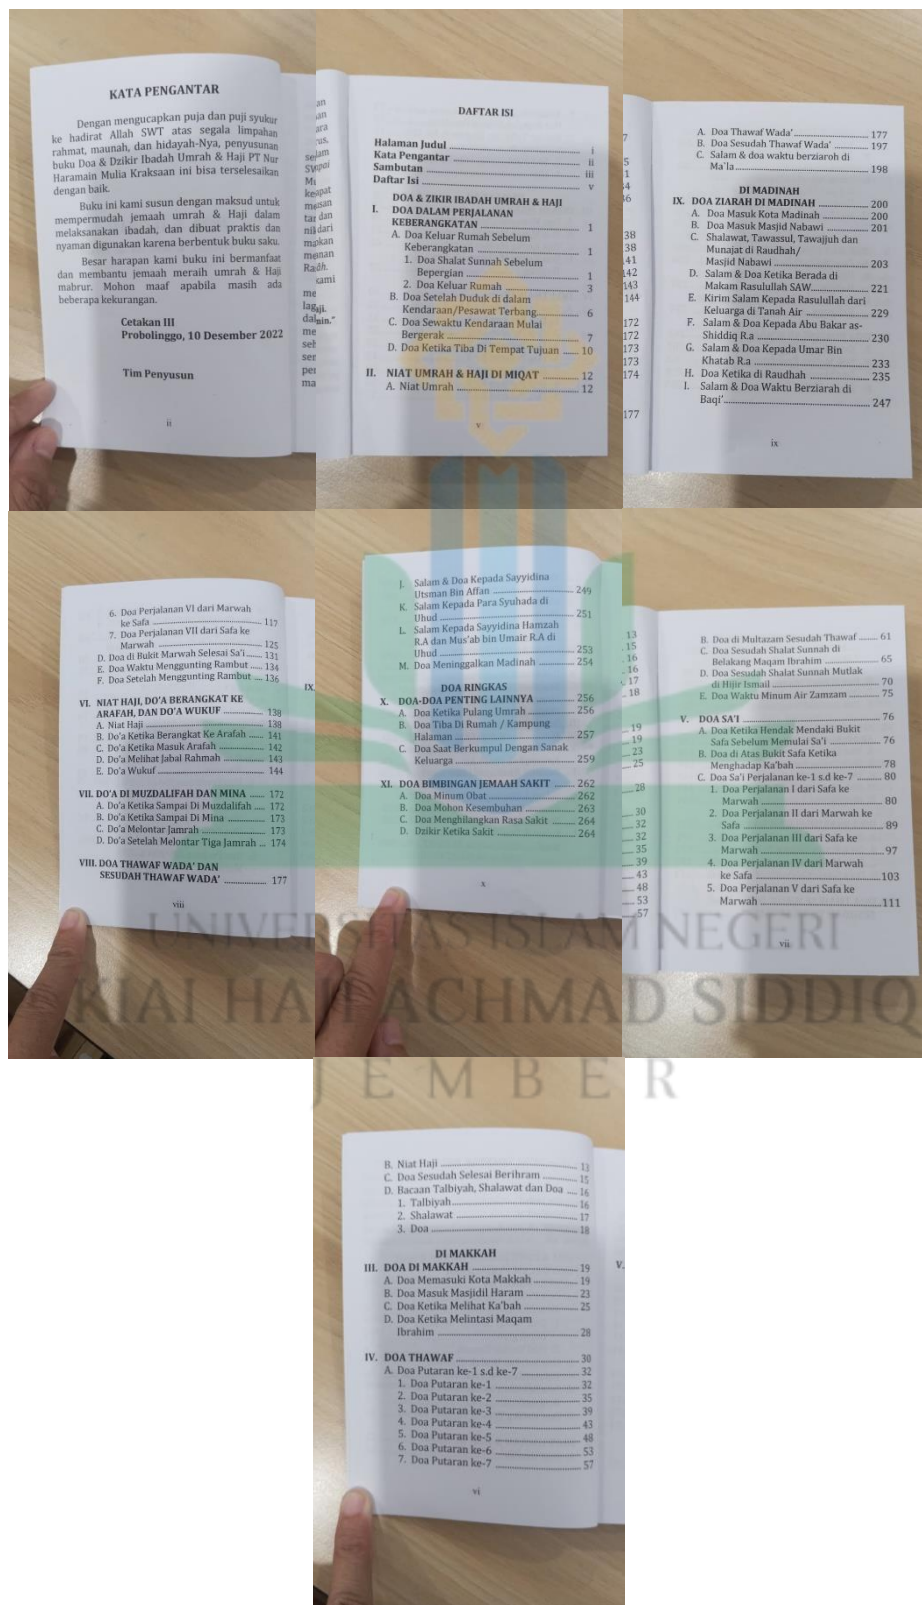 KATA PENGANTAR
Dengan mengucapkan puja dan puji syukur
ke hadirat Allah SWT atas segala limpahan
rahmat, maunah, dan hidayah-Nya, penyusunan
buku Doa & Dzikir Ibadah Umrah & Haji PT Nur
Haramain Mulia Kraksaan ini bisa terselesaikan
dengan baik.
Buku ini kami susun dengan maksud untuk
mempermudah jemaah umrah & Haji dalam
melaksanakan ibadah, dan dibuat praktis dan
nyaman digunakan karena berbentuk buku saku.
Besar harapan kami buku ini bermanfaat
dan membantu jemaah meraih umrah & Haji
mabrur. Mohon maaf apabila masih ada
beberapa kekurangan.
Cetakan III
Probolinggo, 10 Desember 2022
Tim Penyusun
ii
DAFTAR ISI
Halaman Judul i
Kata Pengantar ii
Sambutan iii
Daftar Isi v
DOA & ZIKIR IBADAH UMRAH & HAJI
I. DOA DALAM PERJALANAN
KEBERANGKATAN 1
A. Doa Keluar Rumah Sebelum
Keberangkatan 1
1. Doa Shalat Sunnah Sebelum
Bepergian 1
2. Doa Keluar Rumah 3
B. Doa Setelah Duduk di dalam
Kendaraan/Pesawat Terbang 6
C. Doa Sewaktu Kendaraan Mulai
Bergerak 7
D. Doa Ketika Tiba Di Tempat Tujuan 10
II. NIAT UMRAH & HAJI DI MIQAT 12
A. Niat Umrah 12
v
A. Doa Thawaf Wada' 177
B. Doa Sesudah Thawaf Wada' 197
C. Salam & doa waktu berziaroh di
Ma'la 198
DI MADINAH
IX. DOA ZIARAH DI MADINAH 200
A. Doa Masuk Kota Madinah 200
B. Doa Masuk Masjid Nabawi 201
C. Shalawat, Tawassul, Tawajjuh dan
Munajat di Raudhah/
Masjid Nabawi 203
D. Salam & Doa Ketika Berada di
Makam Rasulullah SAW 221
E. Kirim Salam Kepada Rasulullah dari
Keluarga di Tanah Air 229
F. Salam & Doa Kepada Abu Bakar as-
Shiddiq R.a 230
G. Salam & Doa Kepada Umar Bin
Khatab R.a 233
H. Doa Ketika di Raudhah 235
I. Salam & Doa Waktu Berziarah di
Baqi' 247
ix
6. Doa Perjalanan VI dari Marwah
ke Safa 117
7. Doa Perjalanan VII dari Safa ke
Marwah 125
D. Doa di Bukit Marwah Selesai Sa'i 131
E. Doa Waktu Menggunting Rambut 134
F. Doa Setelah Menggunting Rambut 136
VI. NIAT HAJI, DO'A BERANGKAT KE
ARAFAH, DAN DO'A WUKUF 138
A. Niat Haji 138
B. Do'a Ketika Berangkat Ke Arafah 141
C. Do'a Ketika Masuk Arafah 142
D. Do'a Melihat Jabal Rahmah 143
E. Do'a Wukuf 144
VII. DO'A DI MUZDALIFAH DAN MINA 172
A. Do'a Ketika Sampai Di Muzdalifah 172
B. Do'a Ketika Sampai Di Mina 173
C. Do'a Melontar Jamrah 173
D. Do'a Setelah Melontar Tiga Jamrah 174
VIII. DOA THAWAF WADA' DAN
SESUDAH THAWAF WADA' 177
viii
J. Salam & Doa Kepada Sayyidina
Utsman Bin Affan 249
K. Salam Kepada Para Syuhada di
Uhud 251
L. Salam Kepada Sayyidina Hamzah
R.A dan Mus'ab bin Umair R.A di
Uhud 253
M. Doa Meninggalkan Madinah 254
DOA RINGKAS
X. DOA-DOA PENTING LAINNYA 256
A. Doa Ketika Pulang Umrah 256
B. Doa Tiba Di Rumah / Kampung
Halaman 257
C. Doa Saat Berkumpul Dengan Sanak
Keluarga 259
XI. DOA BIMBINGAN JEMAAH SAKIT 262
A. Doa Minum Obat 262
B. Doa Mohon Kesembuhan 263
C. Doa Menghilangkan Rasa Sakit 264
D. Dzikir Ketika Sakit 264
x
B. Doa di Multazam Sesudah Thawaf 61
C. Doa Sesudah Shalat Sunnah di
Belakang Maqam Ibrahim 65
D. Doa Sesudah Shalat Sunnah Mutlak
di Hijir Ismail 70
E. Doa Waktu Minum Air Zamzam 75
V. DOA SA'I 76
A. Doa Ketika Hendak Mendaki Bukit
Safa Sebelum Memulai Sa'i 76
B. Doa di Atas Bukit Safa Ketika
Menghadap Ka'bah 78
C. Doa Sa'i Perjalanan ke-1 s.d ke-7 80
1. Doa Perjalanan I dari Safa ke
Marwah 80
2. Doa Perjalanan II dari Marwah ke
Safa 89
3. Doa Perjalanan III dari Safa ke
Marwah 97
4. Doa Perjalanan IV dari Marwah
ke Safa 103
5. Doa Perjalanan V dari Safa ke
Marwah 111
vii
UNIVERSITAS ISLAM NEGERI
KIAI HAJI ACHMAD SIDDIQ
JEMBER
B. Niat Haji 13
C. Doa Sesudah Selesai Berihram 15
D. Bacaan Talbiyah, Shalawat dan Doa 16
1. Talbiyah 16
2. Shalawat 17
3. Doa 18
DI MAKKAH
III. DOA DI MAKKAH 19
A. Doa Memasuki Kota Makkah 19
B. Doa Masuk Masjidil Haram 23
C. Doa Ketika Melihat Ka'bah 25
D. Doa Ketika Melintasi Maqam
Ibrahim 28
IV. DOA THAWAF 30
A. Doa Putaran ke-1 s.d ke-7 32
1. Doa Putaran ke-1 32
2. Doa Putaran ke-2 35
3. Doa Putaran ke-3 39
4. Doa Putaran ke-4 43
5. Doa Putaran ke-5 48
6. Doa Putaran ke-6 53
7. Doa Putaran ke-7 57
vi